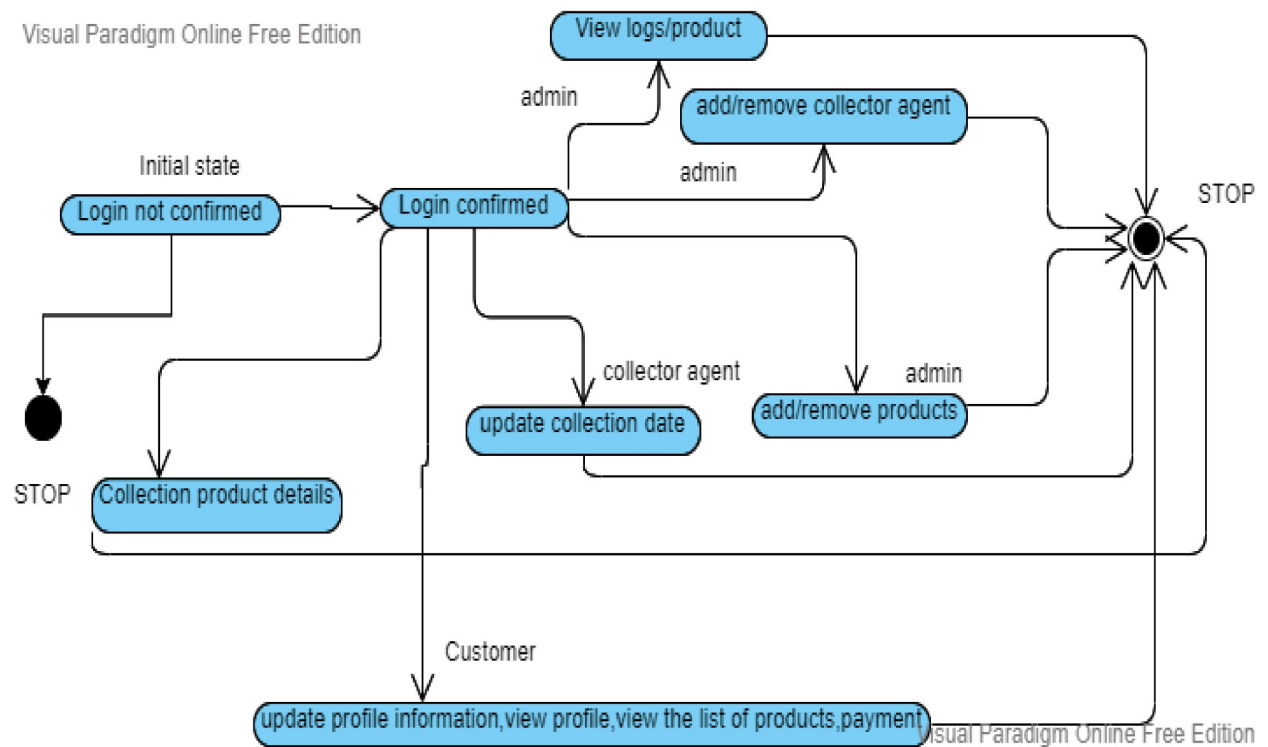 Visual Paradigm Online Free Edition
View logs/product
admin
add/remove collector agent
Initial state
admin
STOP
Login not confirmed
Login confirmed
collector agent
admin
update collection date
add/remove products
STOP
Collection product details
Customer
update profile information,view profile,view the list of products,payment
Visual Paradigm Online Free Edition